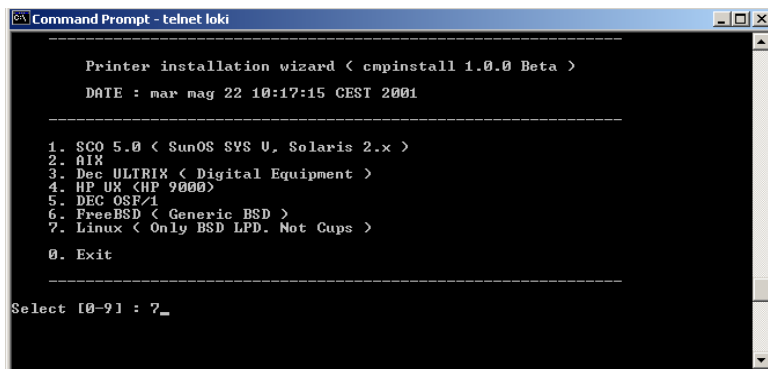 Command Prompt - telnet loki
Printer installation wizard ( cmpinstall 1.0.0 Beta )
DATE : mar mag 22 10:17:15 CEST 2001
1. SCO 5.0 ( SunOS SYS V, Solaris 2.x )
2. AIX
3. Dec ULTRIX ( Digital Equipment )
4. HP UX (HP 9000)
5. DEC OSF/1
6. FreeBSD ( Generic BSD )
7. Linux ( Only BSD LPD. Not Cups )
0. Exit
Select [0-9] : 7_